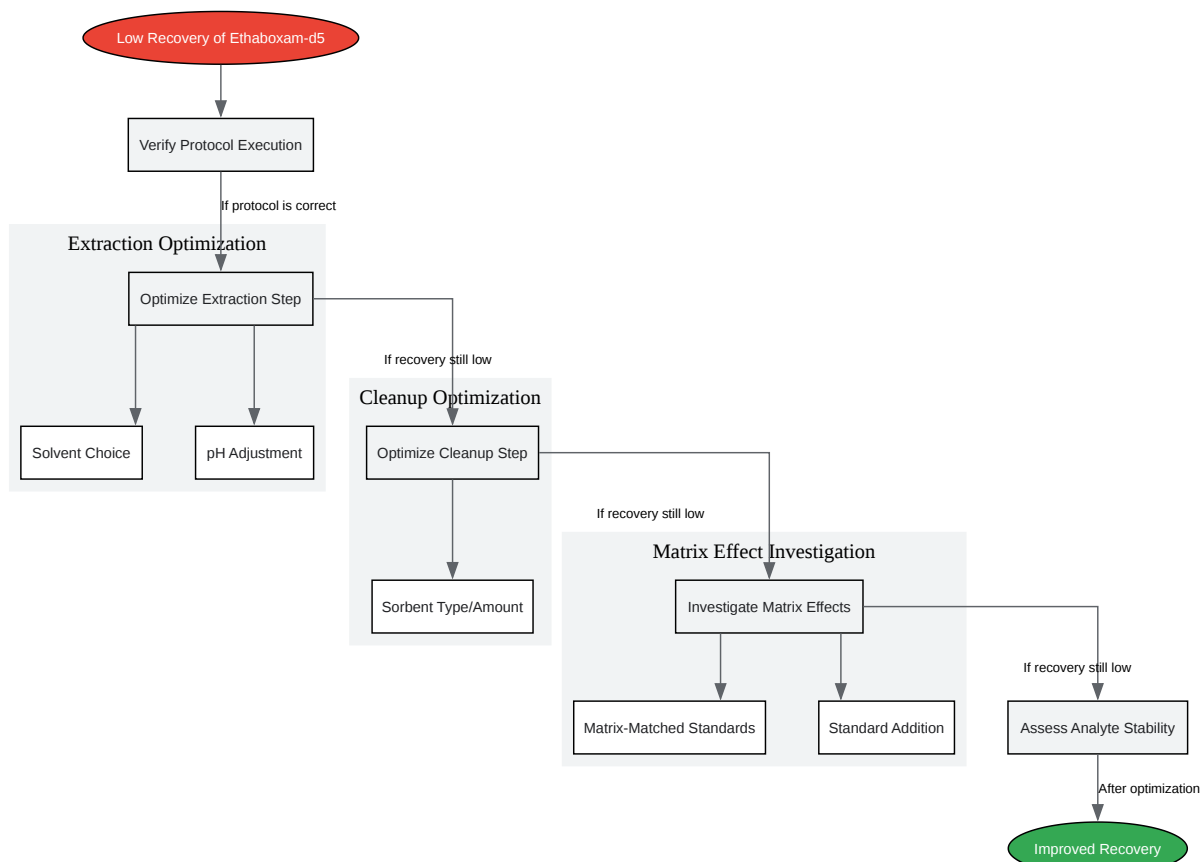 Low Recovery of Ethaboxam-d5
Verify Protocol Execution
If protocol is correct
Extraction Optimization
Optimize Extraction Step
If recovery still low
Solvent Choice
pH Adjustment
Cleanup Optimization
Optimize Cleanup Step
If recovery still low
Sorbent Type/Amount
Matrix Effect Investigation
Investigate Matrix Effects
If recovery still low
Matrix-Matched Standards
Standard Addition
Assess Analyte Stability
After optimization
Improved Recovery